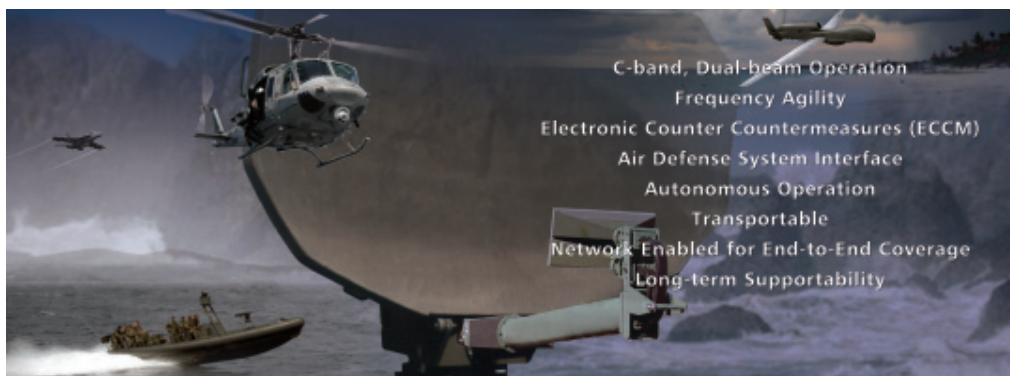 C-band, Dual-beam Operation
Frequency Agility
Electronic Counter Countermeasures (ECCM)
Air Defense System Interface
Autonomous Operation
Transportable
Network Enabled for End-to-End Coverage
Long-term Supportability